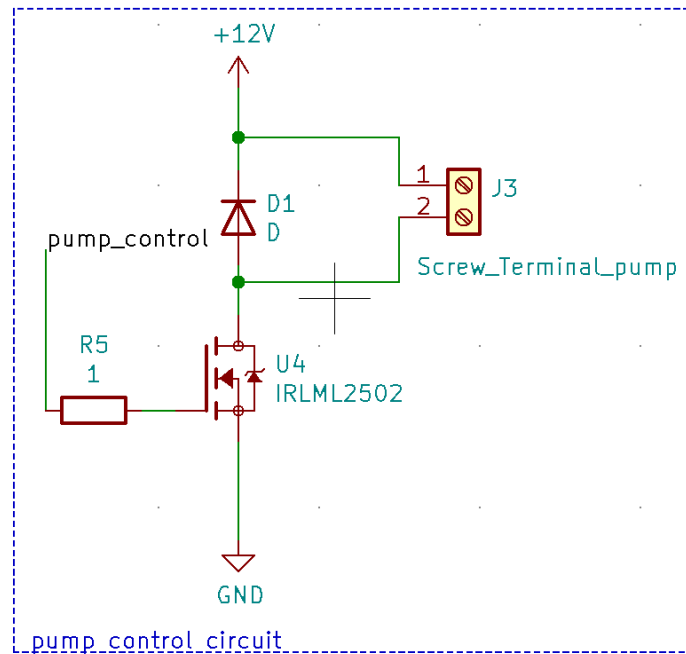 +12V
1
J3
D1
2
D
pump_control
Screw_Terminal_pump
R5
U4
1
IRLML2502
GND
pump control circuit